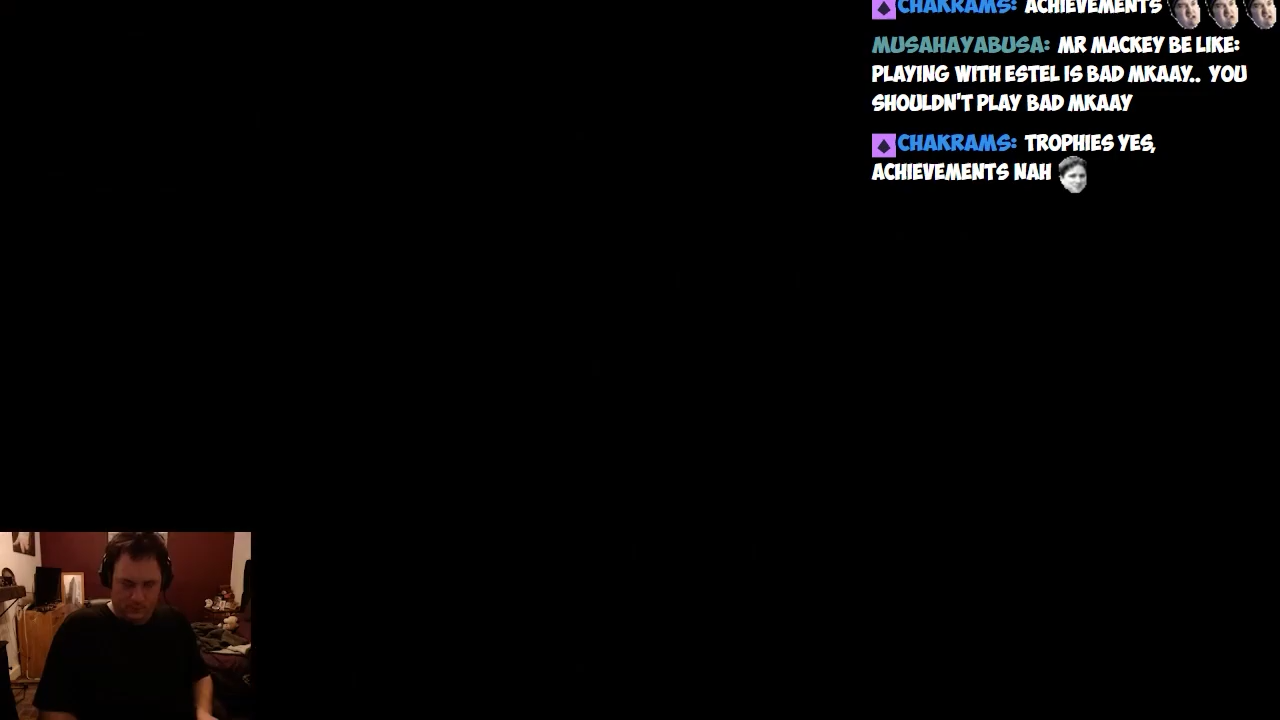 CHAKRAMS: ACHIEVEMENTS
MUSAHAYABUSA: MR MACKEY BE LIKE:
PLAYING WITH ESTEL IS BAD MKAAY.. YOU
SHOULDN'T PLAY BAD MKAAY
CHAKRAMS: TROPHIES YES,
ACHIEVEMENTS NAH